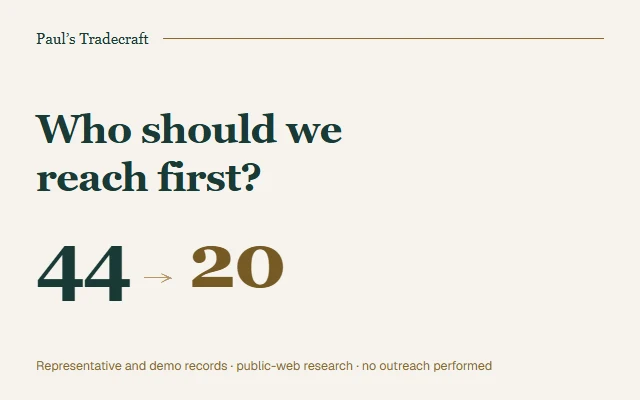 Paul’s Tradecraft
Who should we
reach first?
44 → 20
Representative and demo records · public-web research · no outreach performed